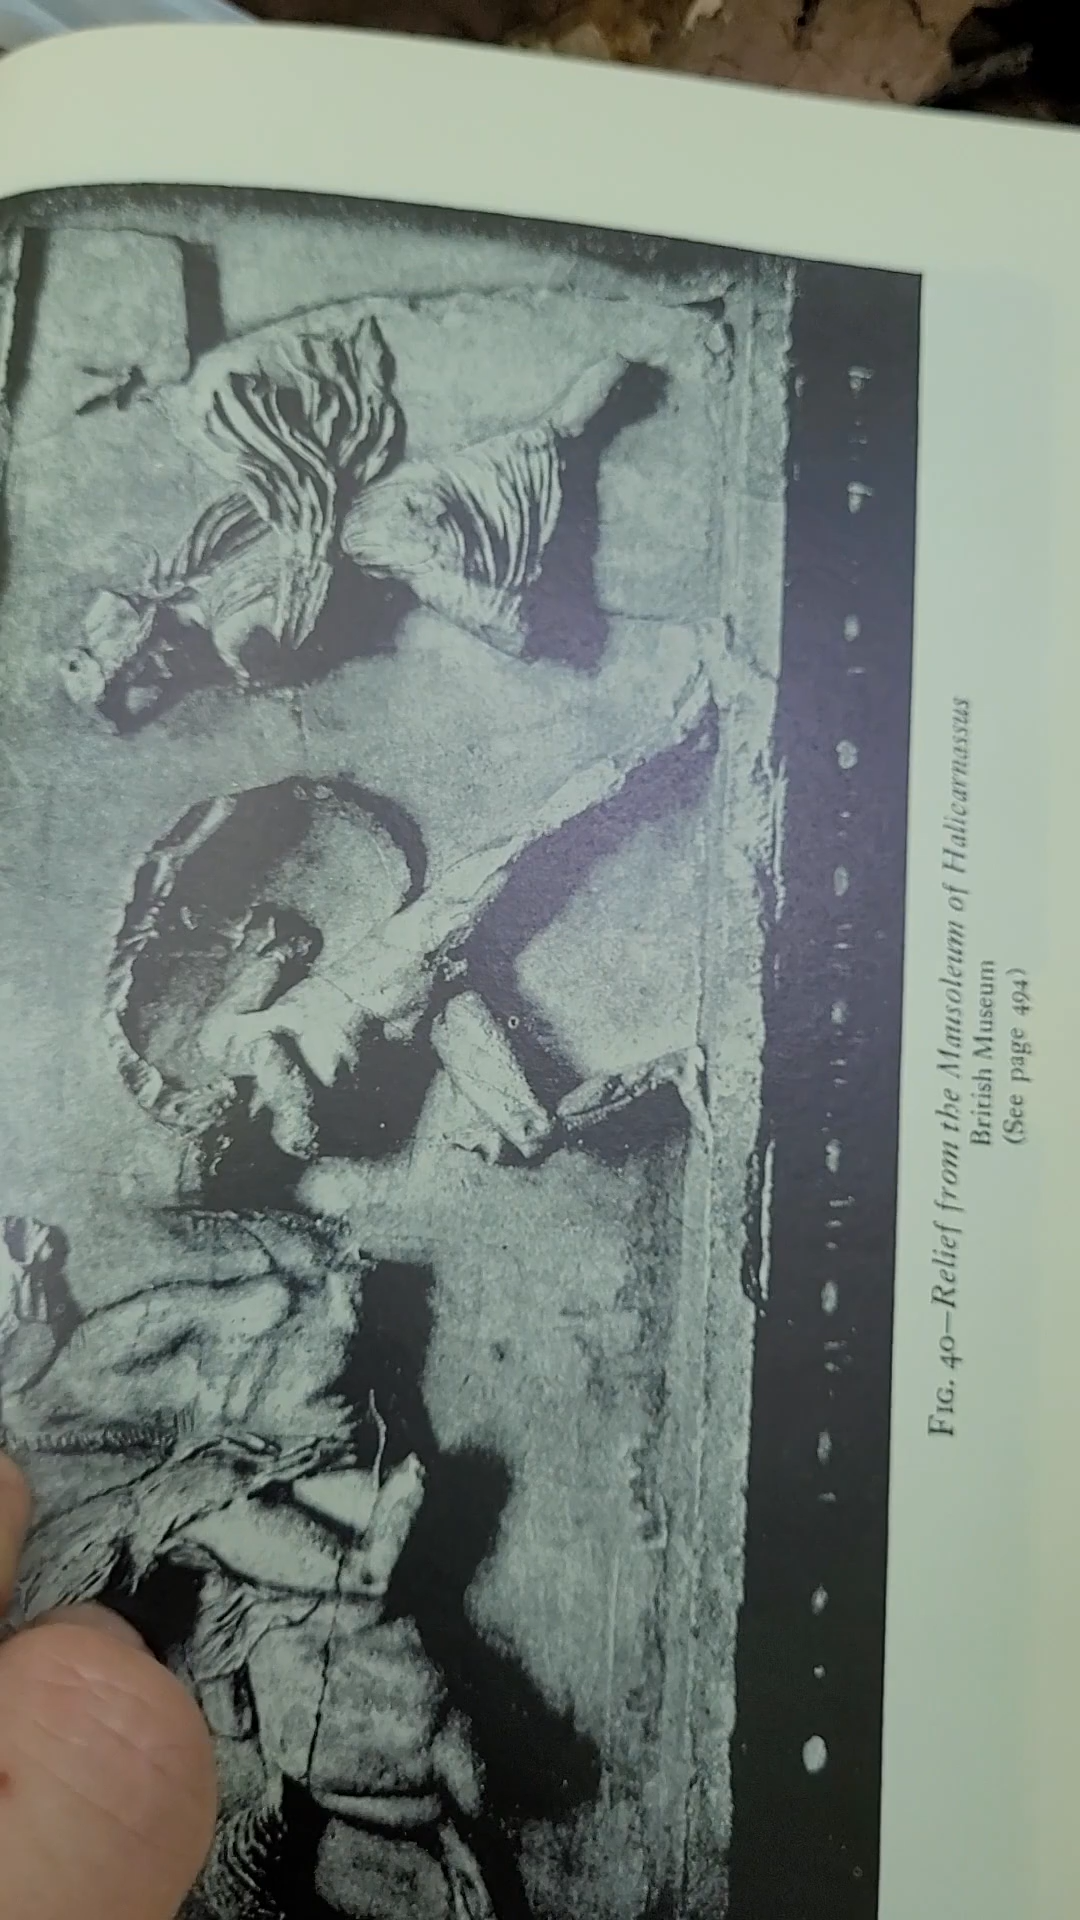 FIG. 40—Relief from the Mausoleum of Halicarnassus
British Museum
(See page 494)